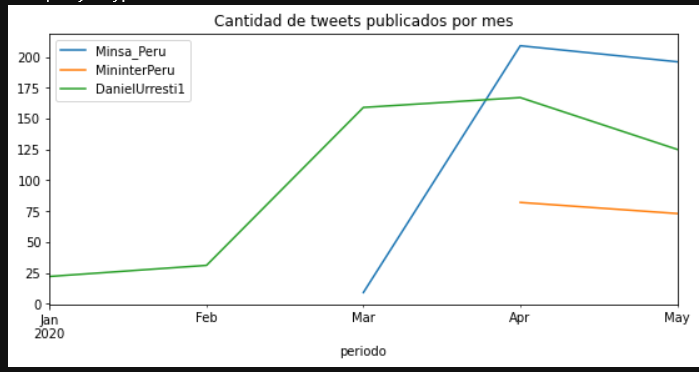 Cantidad de tweets publicados por mes
Minsa_Peru
MininterPeru
DanielUrresti1
200
175
150
125
100
75
50
25
0
Jan Feb Mar Apr May
2020
periodo